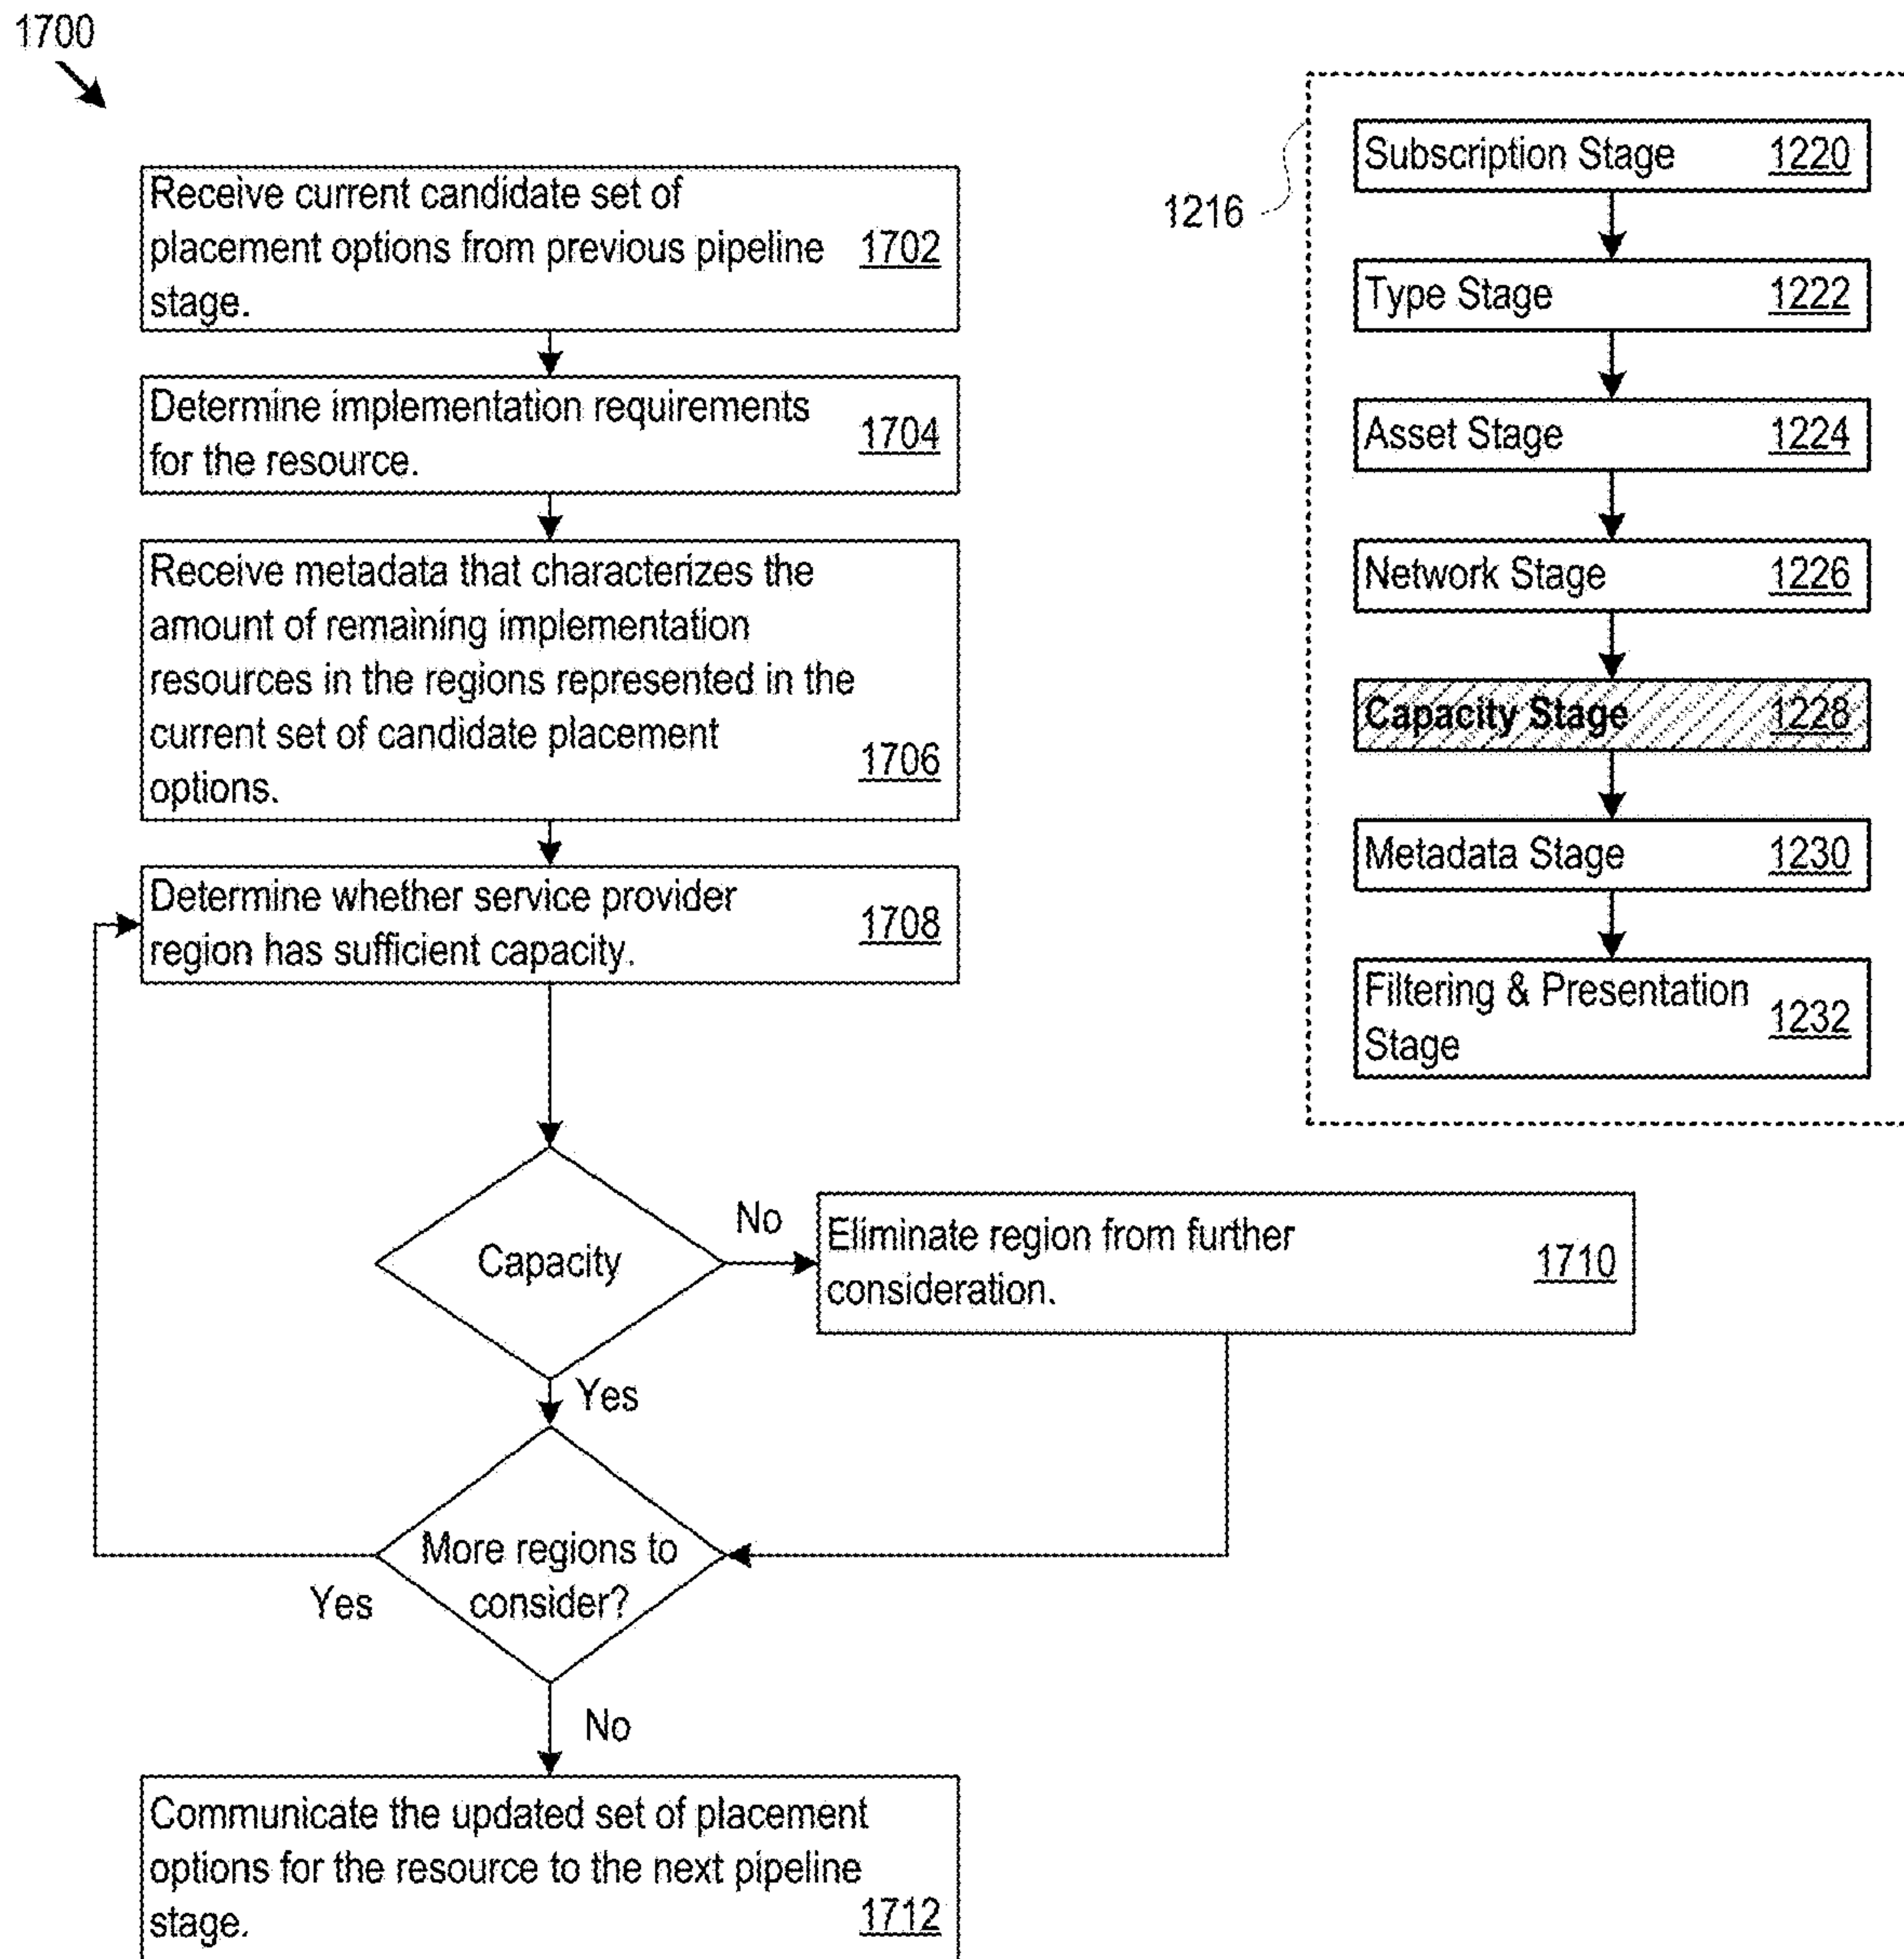 1700
Receive current candidate set of
placement options from previous pipeline 1702
stage.
Determine implementation requirements
for the resource. 1704
Receive metadata that characterizes the
amount of remaining implementation
resources in the regions represented in the
current set of candidate placement
options. 1706
Determine whether service provider
region has sufficient capacity. 1708
Capacity
No
Eliminate region from further
consideration. 1710
Yes
More regions to
consider?
Yes
No
Communicate the updated set of placement
options for the resource to the next pipeline
stage. 1712
1216
Subscription Stage 1220
Type Stage 1222
Asset Stage 1224
Network Stage 1226
Capacity Stage 1228
Metadata Stage 1230
Filtering & Presentation
Stage 1232